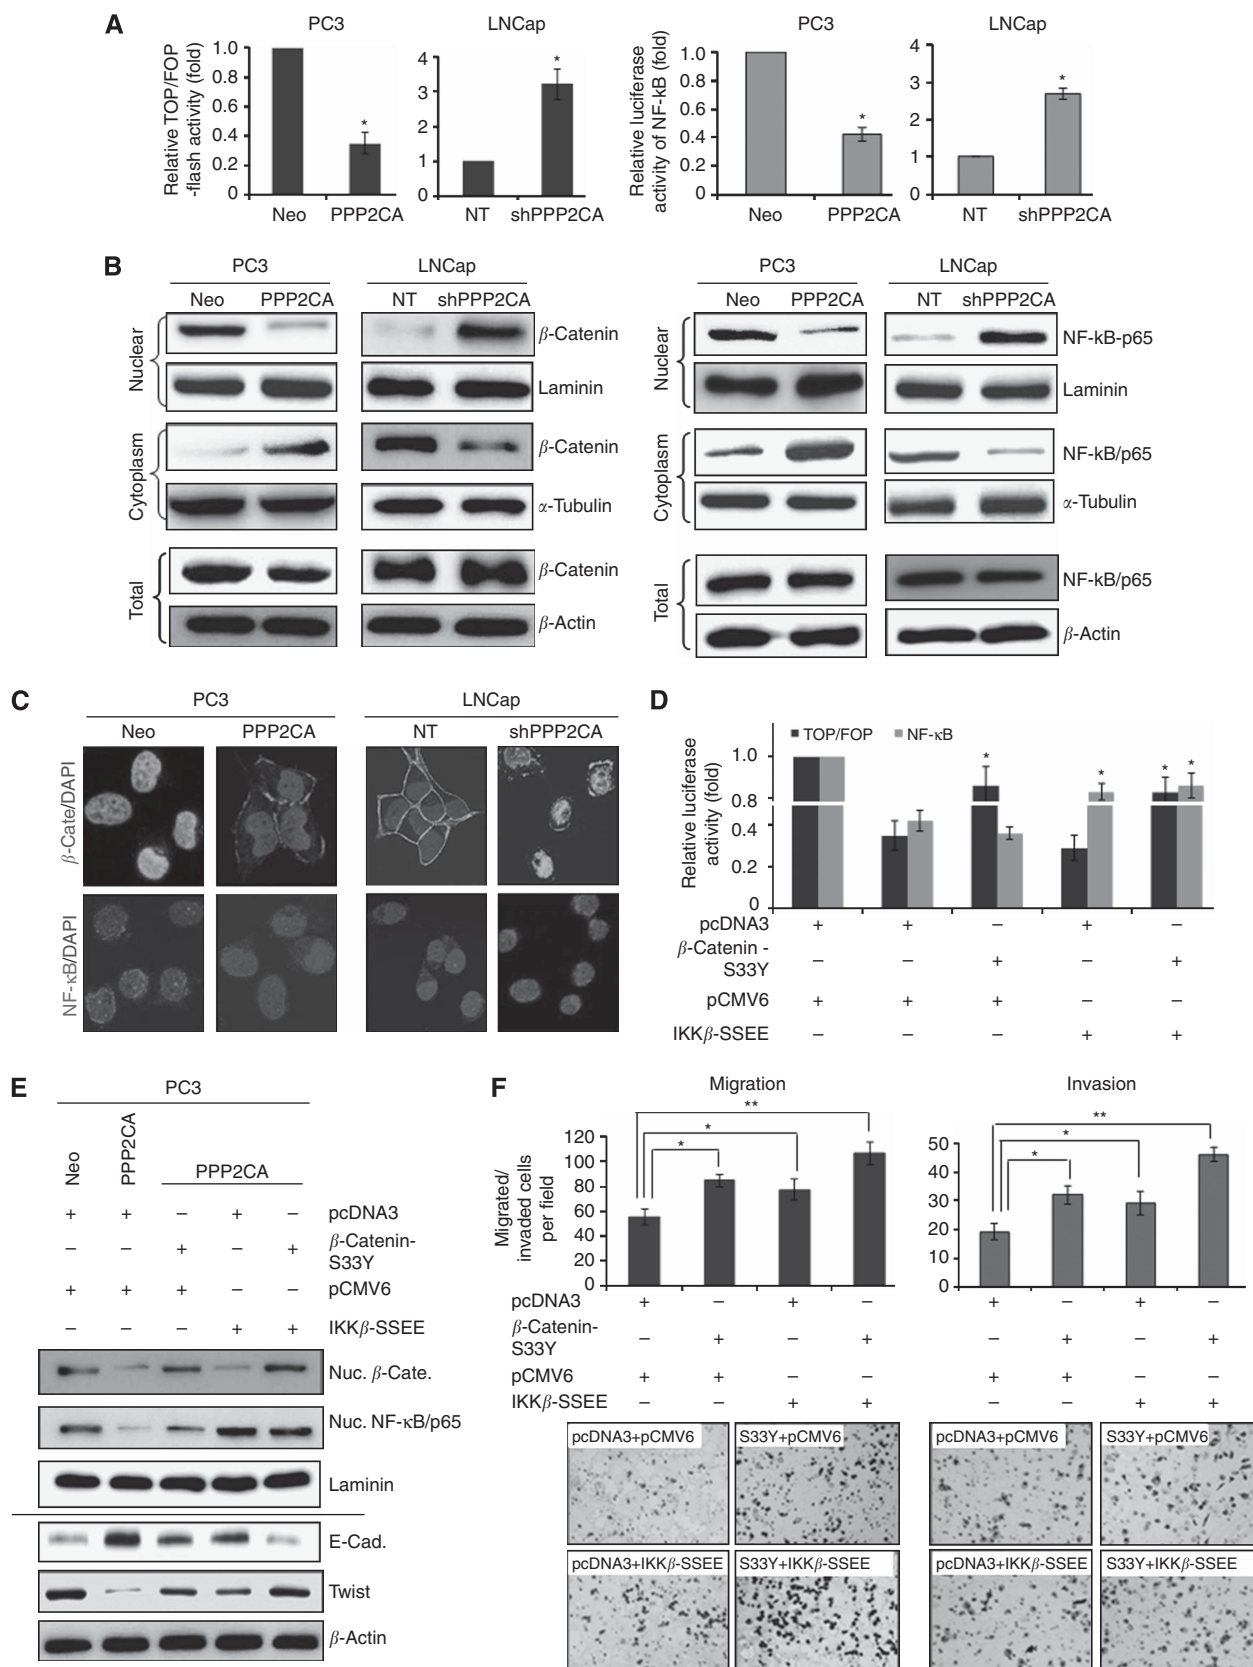 A
PC3
LNCap
PC3
LNCap
Relative TOP/FOP
-flash activity (fold)
1.0
0.8
0.6
0.4
0.2
0
*
Neo
PPP2CA
4
3
2
1
0
*
NT
shPPP2CA
Relative luciferase
activity of NF-kB (fold)
1.0
0.8
0.6
0.4
0.2
0
*
Neo
PPP2CA
4
3
2
1
0
*
NT
shPPP2CA
B
PC3
LNCap
Neo
PPP2CA
NT
shPPP2CA
Nuclear
β-Catenin
Laminin
Cytoplasm
β-Catenin
α-Tubulin
Total
β-Catenin
β-Actin
PC3
LNCap
Neo
PPP2CA
NT
shPPP2CA
Nuclear
NF-kB-p65
Laminin
Cytoplasm
NF-kB/p65
α-Tubulin
Total
NF-kB/p65
β-Actin
C
PC3
LNCap
Neo
PPP2CA
NT
shPPP2CA
β-Cate/DAPI
NF-κB/DAPI
D
TOP/FOP
NF-κB
Relative luciferase
activity (fold)
1.0
0.8
0.4
0.2
0
*
*
* *
pcDNA3 + + − + −
β-Catenin -
S33Y − − + − +
pCMV6 + + + − −
IKKβ-SSEE − − − + +
E
PC3
Neo
PPP2CA
PPP2CA
+ + − + − pcDNA3
− − + − + β-Catenin-
S33Y
+ + + − − pCMV6
− − − + + IKKβ-SSEE
Nuc. β-Cate.
Nuc. NF-κB/p65
Laminin
E-Cad.
Twist
β-Actin
F
Migration
Invasion
Migrated/
invaded cells
per field
120
100
80
60
40
20
0
**
*
*
50
40
30
20
10
0
**
*
*
pcDNA3 + − + − + − + −
β-Catenin-
S33Y − + − + − + − +
pCMV6 + + − − + + − −
IKKβ-SSEE − − + + − − + +
pcDNA3+pCMV6
S33Y+pCMV6
pcDNA3+pCMV6
S33Y+pCMV6
pcDNA3+IKKβ-SSEE
S33Y+IKKβ-SSEE
pcDNA3+IKKβ-SSEE
S33Y+IKKβ-SSEE